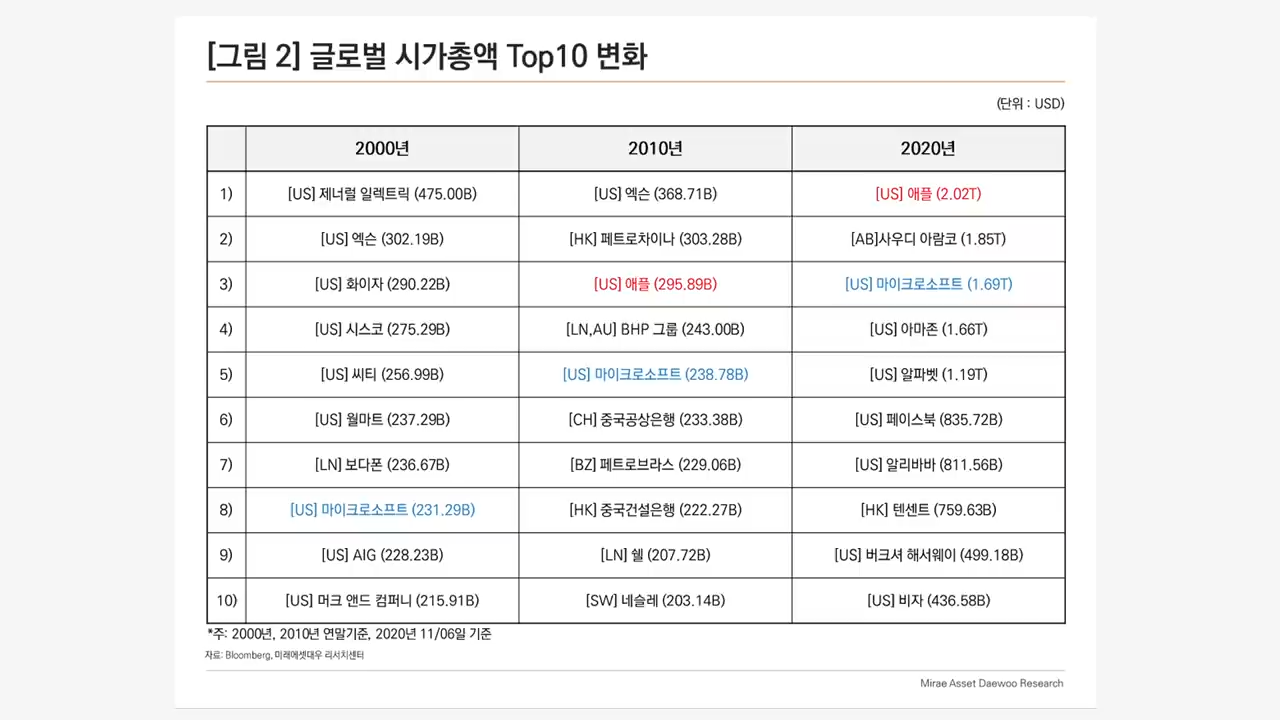 [그림 2] 글로벌 시가총액 Top10 변화
(단위 : USD)
2000년 2010년 2020년
1) [US] 제너럴 일렉트릭 (475.00B) [US] 엑슨 (368.71B) [US] 애플 (2.02T)
2) [US] 엑슨 (302.19B) [HK] 페트로차이나 (303.28B) [AB]사우디 아람코 (1.85T)
3) [US] 화이자 (290.22B) [US] 애플 (295.89B) [US] 마이크로소프트 (1.69T)
4) [US] 시스코 (275.29B) [LN,AU] BHP 그룹 (243.00B) [US] 아마존 (1.66T)
5) [US] 씨티 (256.99B) [US] 마이크로소프트 (238.78B) [US] 알파벳 (1.19T)
6) [US] 월마트 (237.29B) [CH] 중국공상은행 (233.38B) [US] 페이스북 (835.72B)
7) [LN] 보다폰 (236.67B) [BZ] 페트로브라스 (229.06B) [US] 알리바바 (811.56B)
8) [US] 마이크로소프트 (231.29B) [HK] 중국건설은행 (222.27B) [HK] 텐센트 (759.63B)
9) [US] AIG (228.23B) [LN] 쉘 (207.72B) [US] 버크셔 해서웨이 (499.18B)
10) [US] 머크 앤드 컴퍼니 (215.91B) [SW] 네슬레 (203.14B) [US] 비자 (436.58B)
*주: 2000년, 2010년 연말기준, 2020년 11/06일 기준
자료: Bloomberg, 미래에셋대우 리서치센터
Mirae Asset Daewoo Research